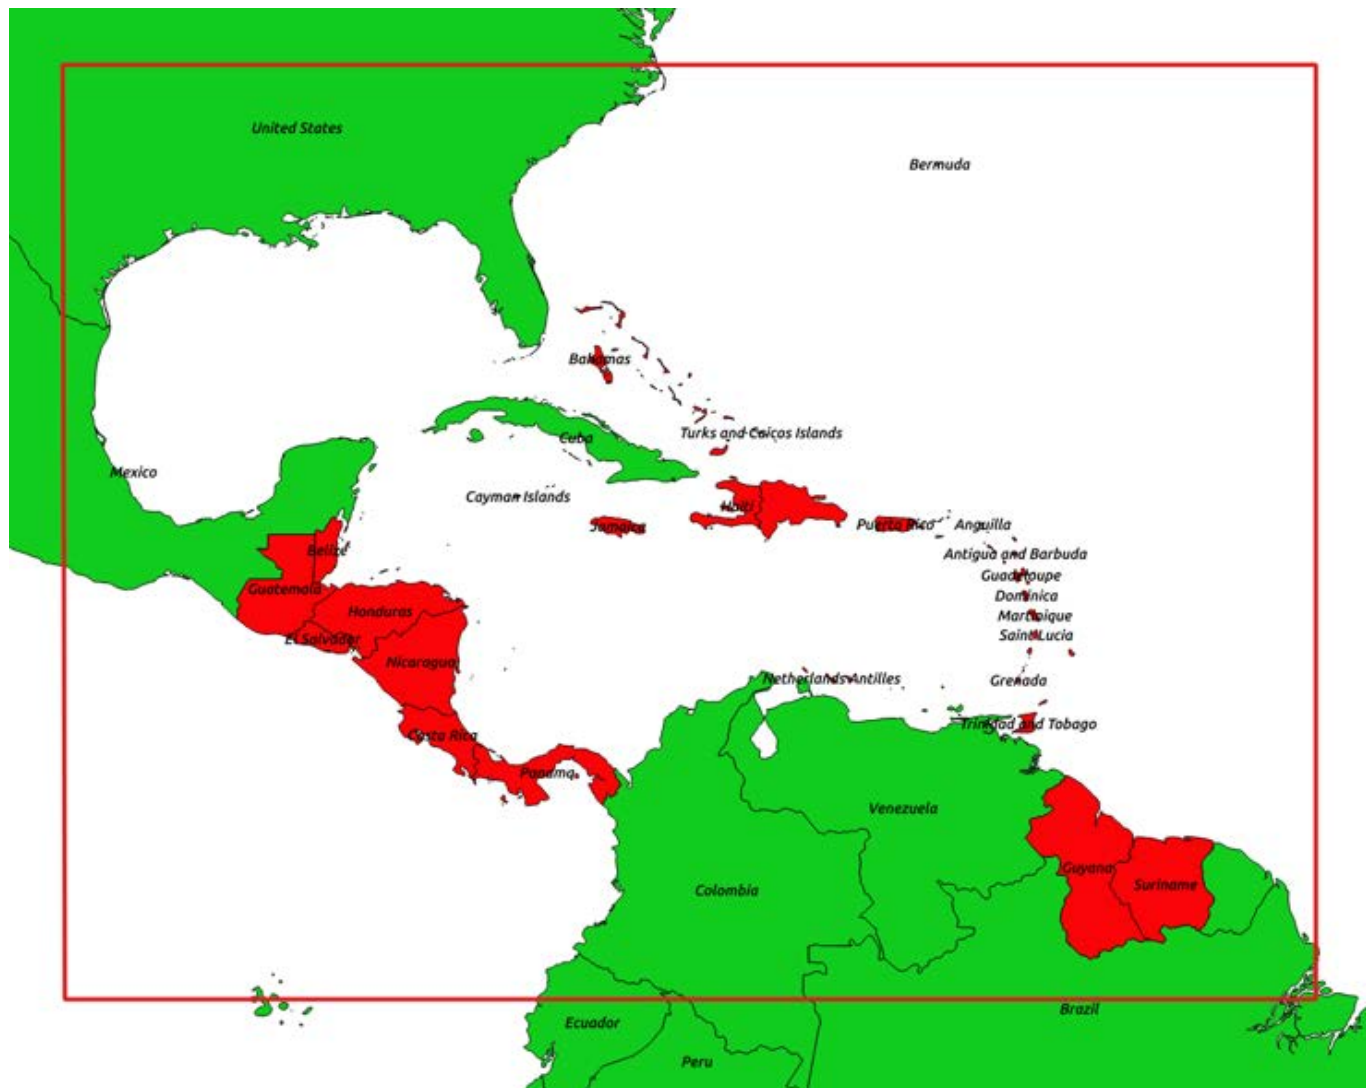 United States
Bermuda
Bahamas
Turks and Caicos Islands
Cuba
Mexico
Cayman Islands
Haiti
Jamaica
Puerto Rico
Anguilla
Belize
Antigua and Barbuda
Guadeloupe
Guatemala
Dominica
Honduras
Martinique
El Salvador
Saint Lucia
Nicaragua
Netherlands Antilles
Grenada
Trinidad and Tobago
Costa Rica
Panama
Venezuela
Guyana
Suriname
Colombia
Brazil
Ecuador
Peru